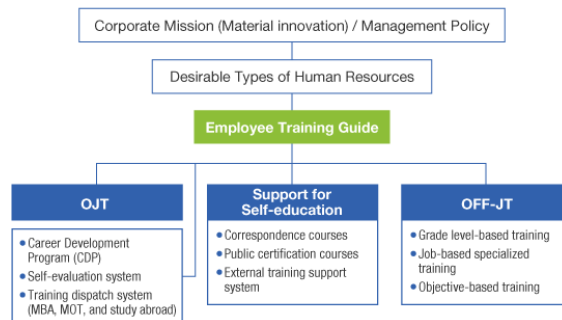 Corporate Mission (Material innovation) / Management Policy
Desirable Types of Human Resources
Employee Training Guide
OJT
• Career Development
Program (CDP)
• Self-evaluation system
• Training dispatch system
(MBA, MOT, and study abroad)
Support for
Self-education
• Correspondence courses
• Public certification courses
• External training support
system
OFF-JT
• Grade level-based training
• Job-based specialized
training
• Objective-based training